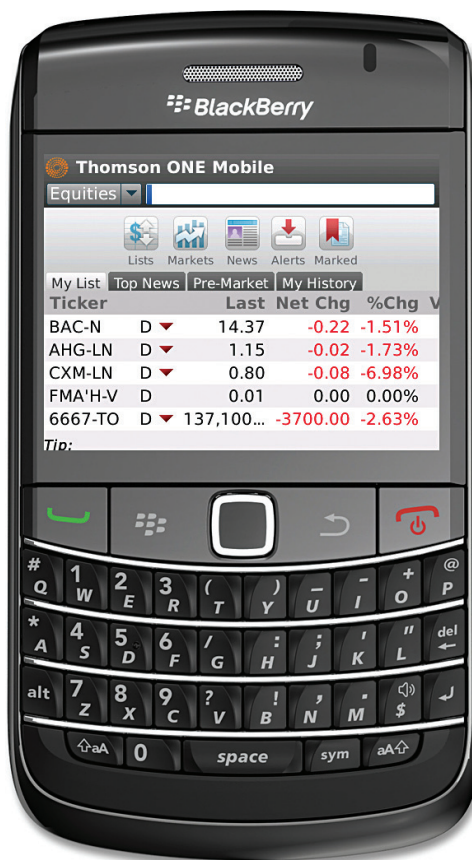 BlackBerry
Thomson ONE Mobile
Equities
Lists Markets News Alerts Marked
My List Top News Pre-Market My History
Ticker Last Net Chg %Chg V
BAC-N D 14.37 -0.22 -1.51%
AHG-LN D 1.15 -0.02 -1.73%
CXM-LN D 0.80 -0.08 -6.98%
FMA'H-V D 0.01 0.00 0.00%
6667-TO D 137,100... -3700.00 -2.63%
Tip:
# 1 2 3 ( ) _ - + @
Q W E R T Y U I O P
* 4 5 6 / : ; ' " del
A S D F G H J K L
alt 7 8 9 ? ! , .
Z X C V B N M $
aA 0 space sym aA